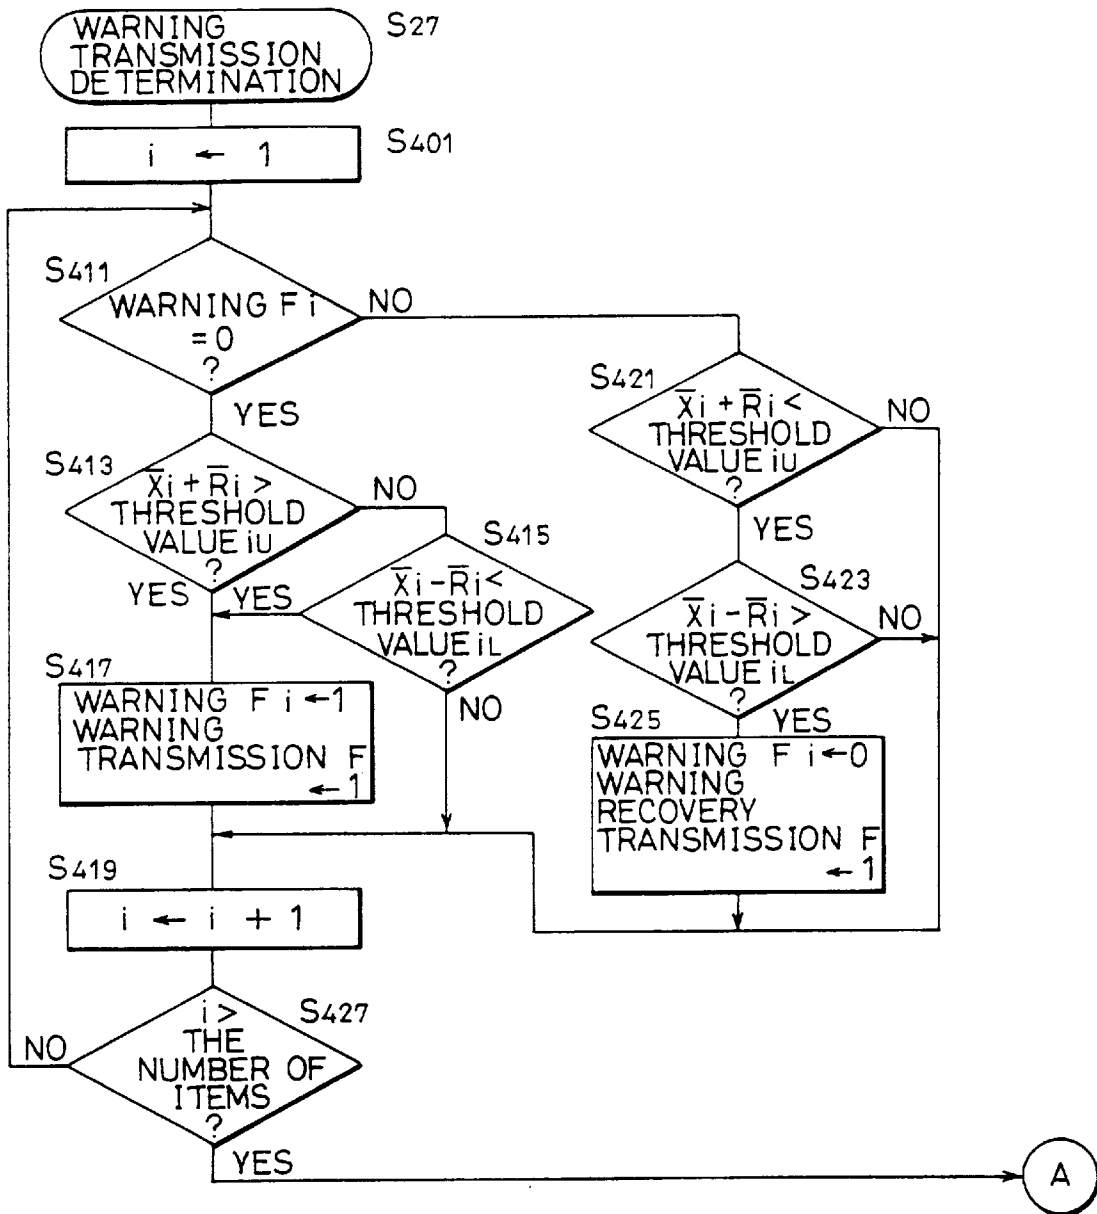 WARNING
TRANSMISSION
DETERMINATION
S27
i ← 1
S401
S411
WARNING F i
=0
?
NO
YES
S413
X̅i + R̅i >
THRESHOLD
VALUE iU
?
NO
YES
S415
X̅i − R̅i <
THRESHOLD
VALUE iL
?
YES
NO
S417
WARNING F i ← 1
WARNING
TRANSMISSION F
← 1
S421
X̅i + R̅i <
THRESHOLD
VALUE iU
?
NO
YES
S423
X̅i − R̅i >
THRESHOLD
VALUE iL
?
NO
YES
S425
WARNING F i ← 0
WARNING
RECOVERY
TRANSMISSION F
← 1
S419
i ← i + 1
S427
i >
THE
NUMBER OF
ITEMS
?
NO
YES
A